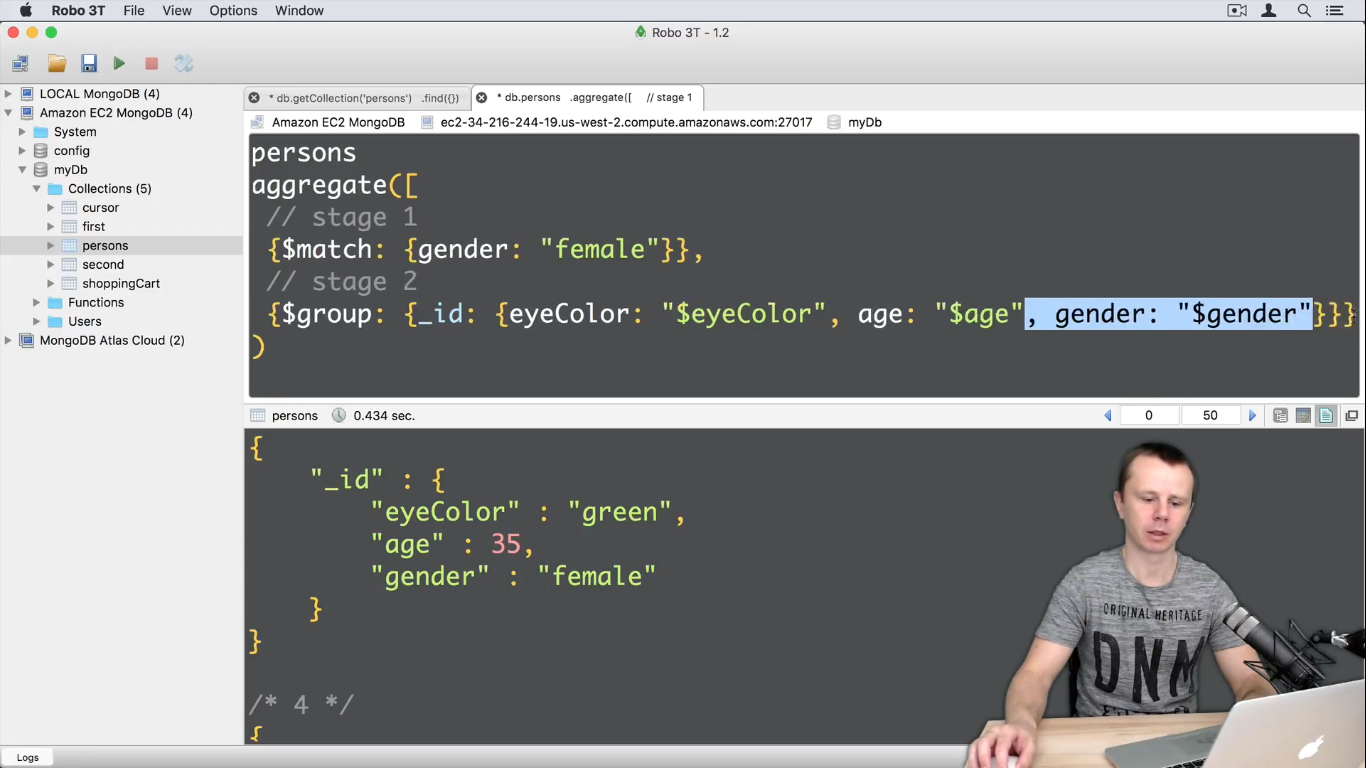 Robo 3T File View Options Window
Robo 3T - 1.2
LOCAL MongoDB (4)
Amazon EC2 MongoDB (4)
System
config
myDb
Collections (5)
cursor
first
persons
second
shoppingCart
Functions
Users
MongoDB Atlas Cloud (2)
* db.getCollection('persons') .find({})
* db.persons .aggregate([ // stage 1
Amazon EC2 MongoDB ec2-34-216-244-19.us-west-2.compute.amazonaws.com:27017 myDb
persons
aggregate([
// stage 1
{$match: {gender: "female"}},
// stage 2
{$group: {_id: {eyeColor: "$eyeColor", age: "$age", gender: "$gender"}}}
)
persons 0.434 sec. 0 50
{
"_id" : {
"eyeColor" : "green",
"age" : 35,
"gender" : "female"
}
}
/* 4 */
{
ORIGINAL HERITAGE
DNM
Logs